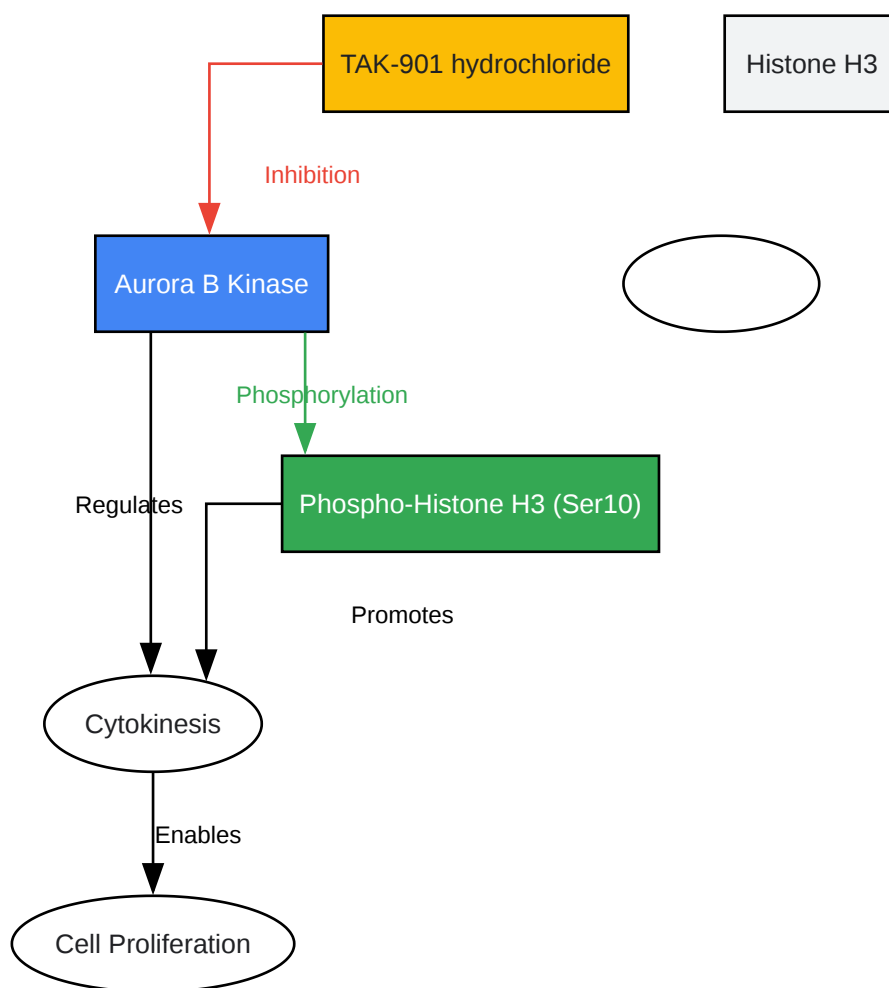 TAK-901 hydrochloride
Histone H3
Inhibition
Aurora B Kinase
Phosphorylation
Regulates
Phospho-Histone H3 (Ser10)
Promotes
Cytokinesis
Enables
Cell Proliferation